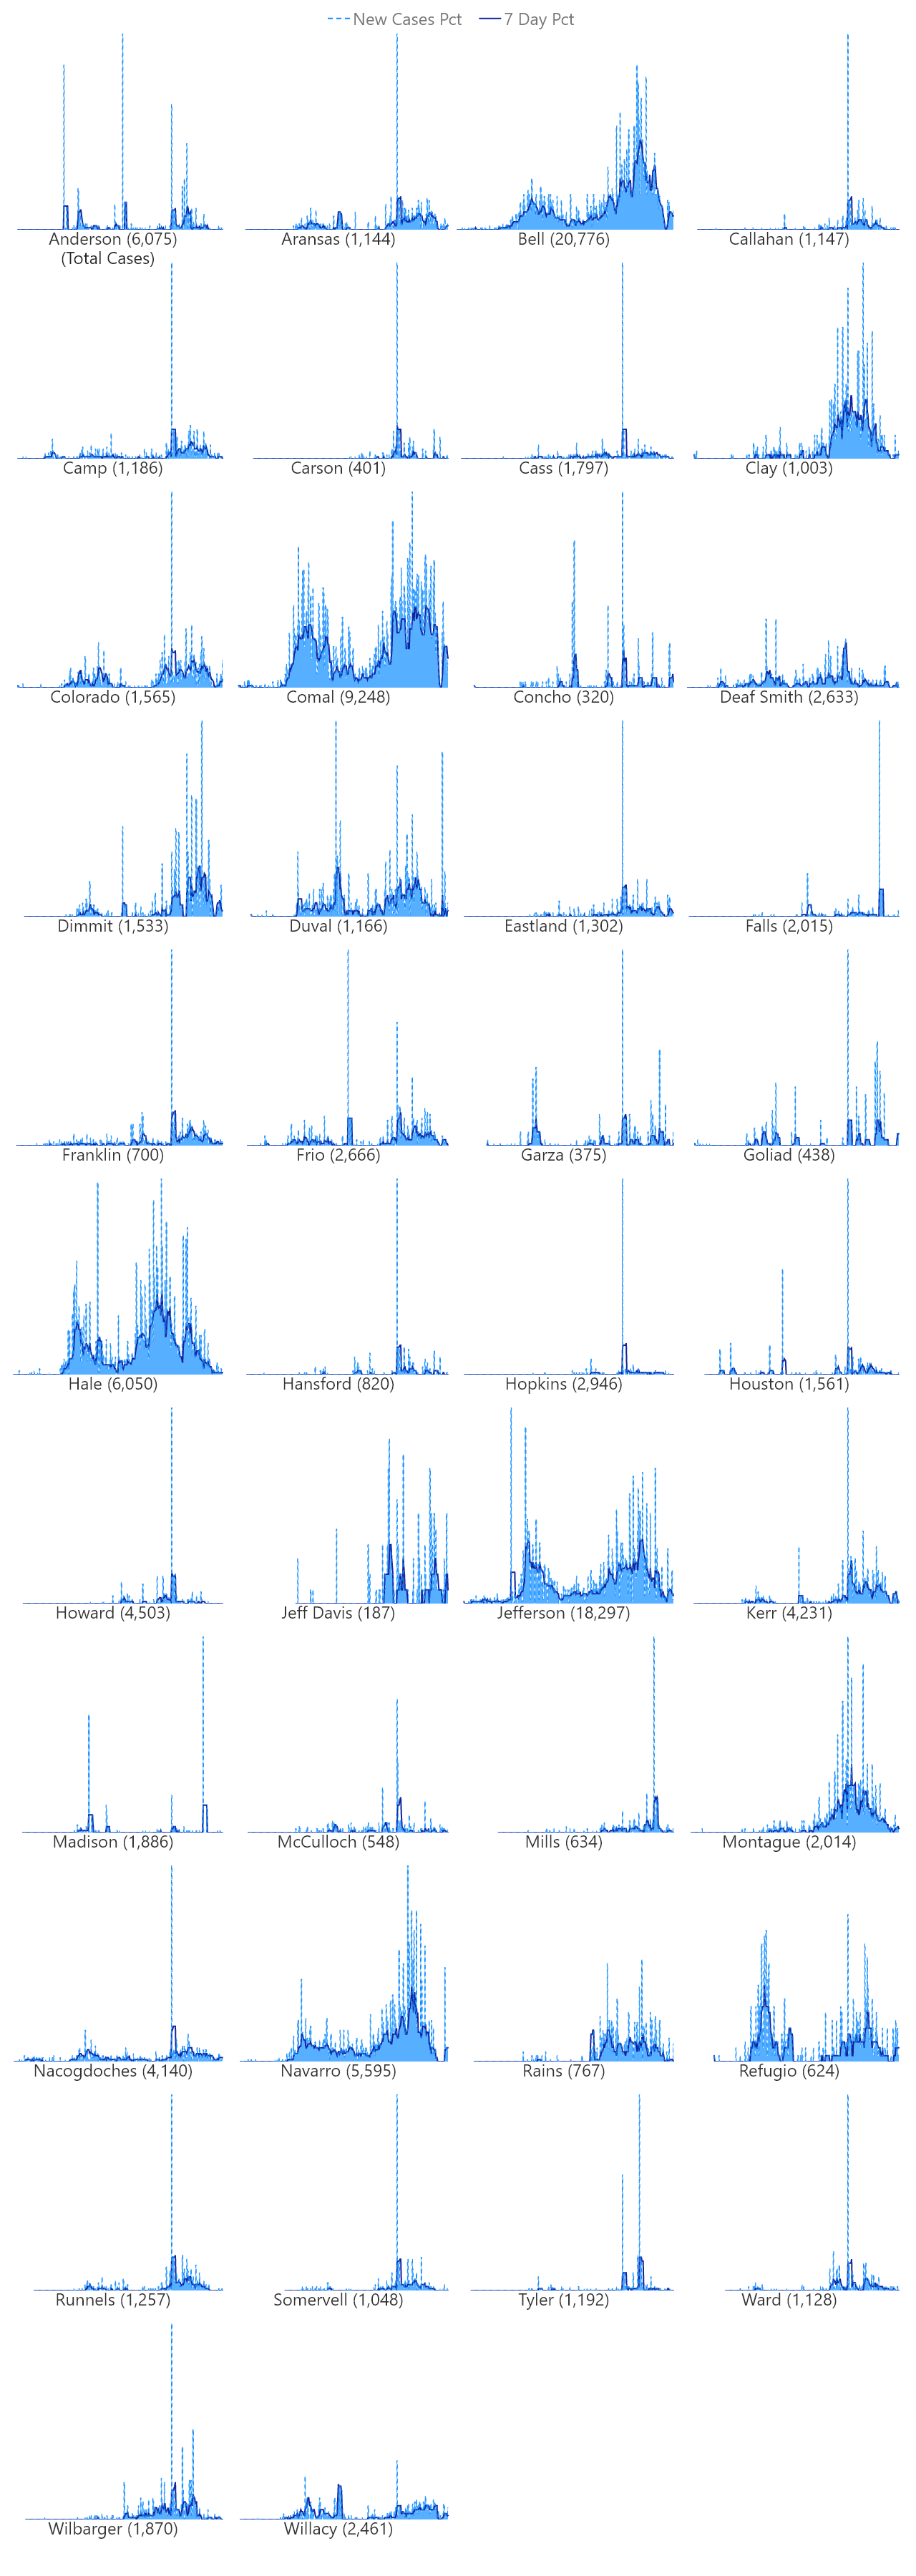 New Cases Pct 7 Day Pct
Anderson (6,075) Aransas (1,144) Bell (20,776) Callahan (1,147)
(Total Cases)
Camp (1,186) Carson (401) Cass (1,797) Clay (1,003)
Colorado (1,565) Comal (9,248) Concho (320) Deaf Smith (2,633)
Dimmit (1,533) Duval (1,166) Eastland (1,302) Falls (2,015)
Franklin (700) Frio (2,666) Garza (375) Goliad (438)
Hale (6,050) Hansford (820) Hopkins (2,946) Houston (1,561)
Howard (4,503) Jeff Davis (187) Jefferson (18,297) Kerr (4,231)
Madison (1,886) McCulloch (548) Mills (634) Montague (2,014)
Nacogdoches (4,140) Navarro (5,595) Rains (767) Refugio (624)
Runnels (1,257) Somervell (1,048) Tyler (1,192) Ward (1,128)
Wilbarger (1,870) Willacy (2,461)